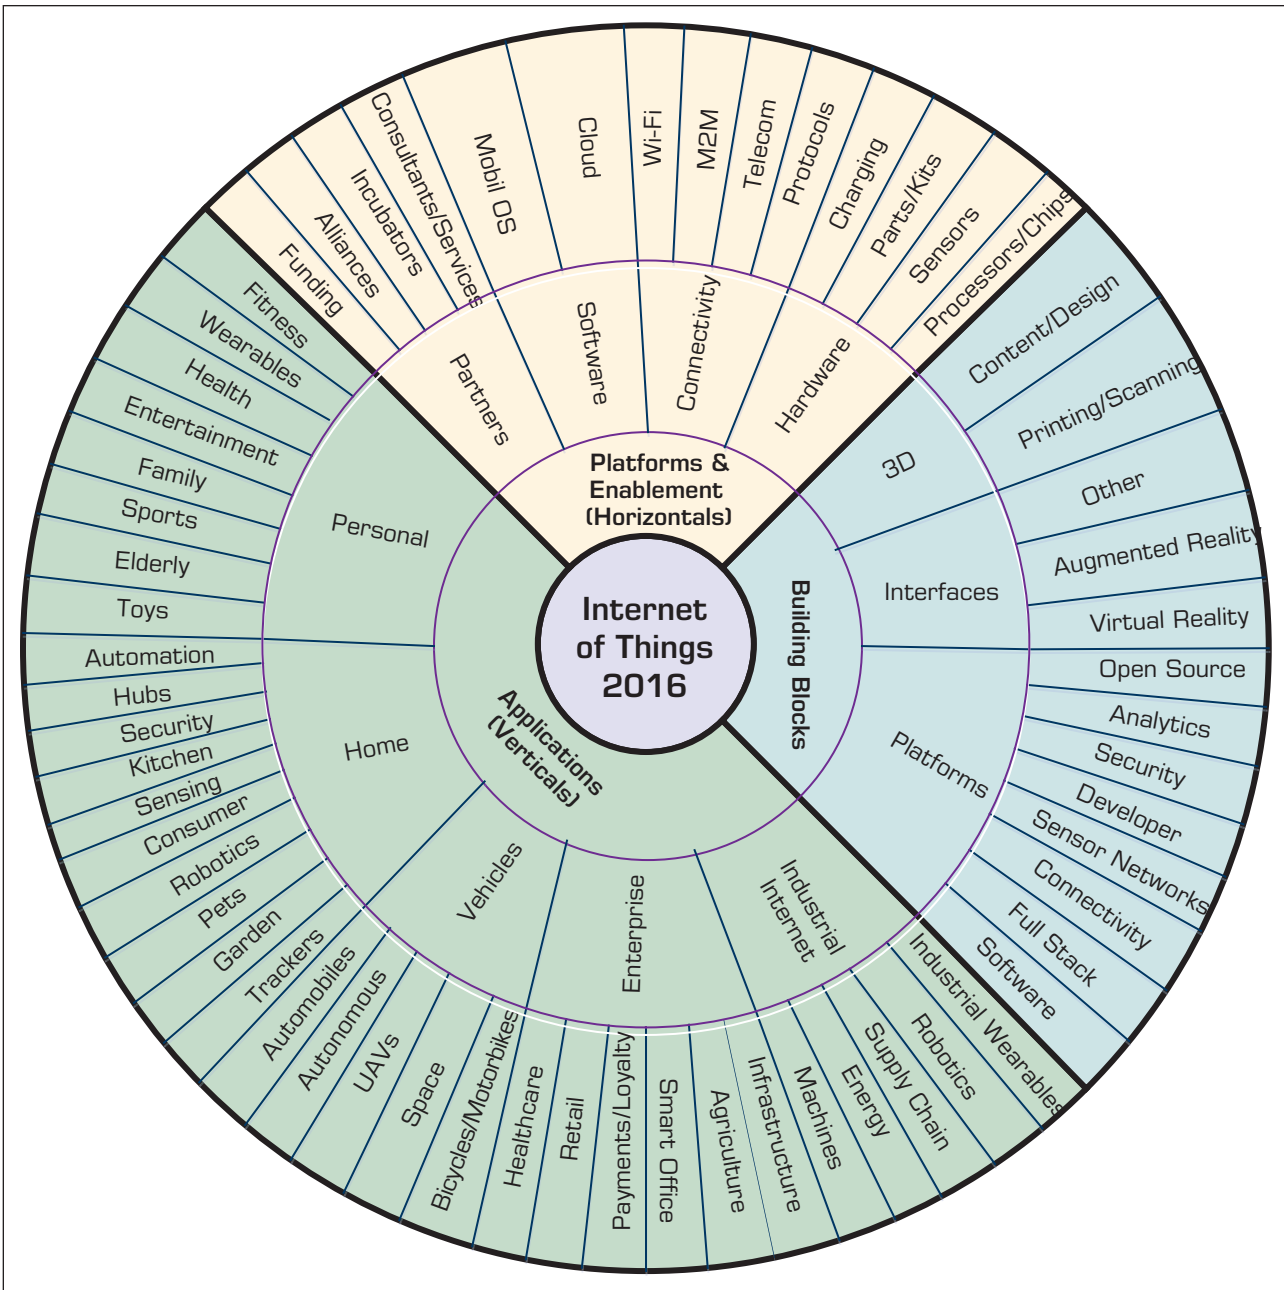 Internet
of Things
2016
Platforms &
Enablement
(Horizontals)
Partners
Funding
Alliances
Incubators
Consultants/Services
Software
Mobil OS
Cloud
Connectivity
Wi-Fi
M2M
Telecom
Protocols
Hardware
Charging
Parts/Kits
Sensors
Processors/Chips
Building Blocks
3D
Content/Design
Printing/Scanning
Interfaces
Other
Augmented Reality
Virtual Reality
Platforms
Open Source
Analytics
Security
Developer
Sensor Networks
Connectivity
Full Stack
Software
Applications
(Verticals)
Industrial
Internet
Industrial Wearables
Robotics
Supply Chain
Energy
Machines
Enterprise
Infrastructure
Agriculture
Smart Office
Payments/Loyalty
Retail
Healthcare
Vehicles
Bicycles/Motorbikes
Space
UAVs
Autonomous
Automobiles
Home
Trackers
Garden
Pets
Robotics
Consumer
Sensing
Kitchen
Security
Hubs
Automation
Personal
Toys
Elderly
Sports
Family
Entertainment
Health
Wearables
Fitness